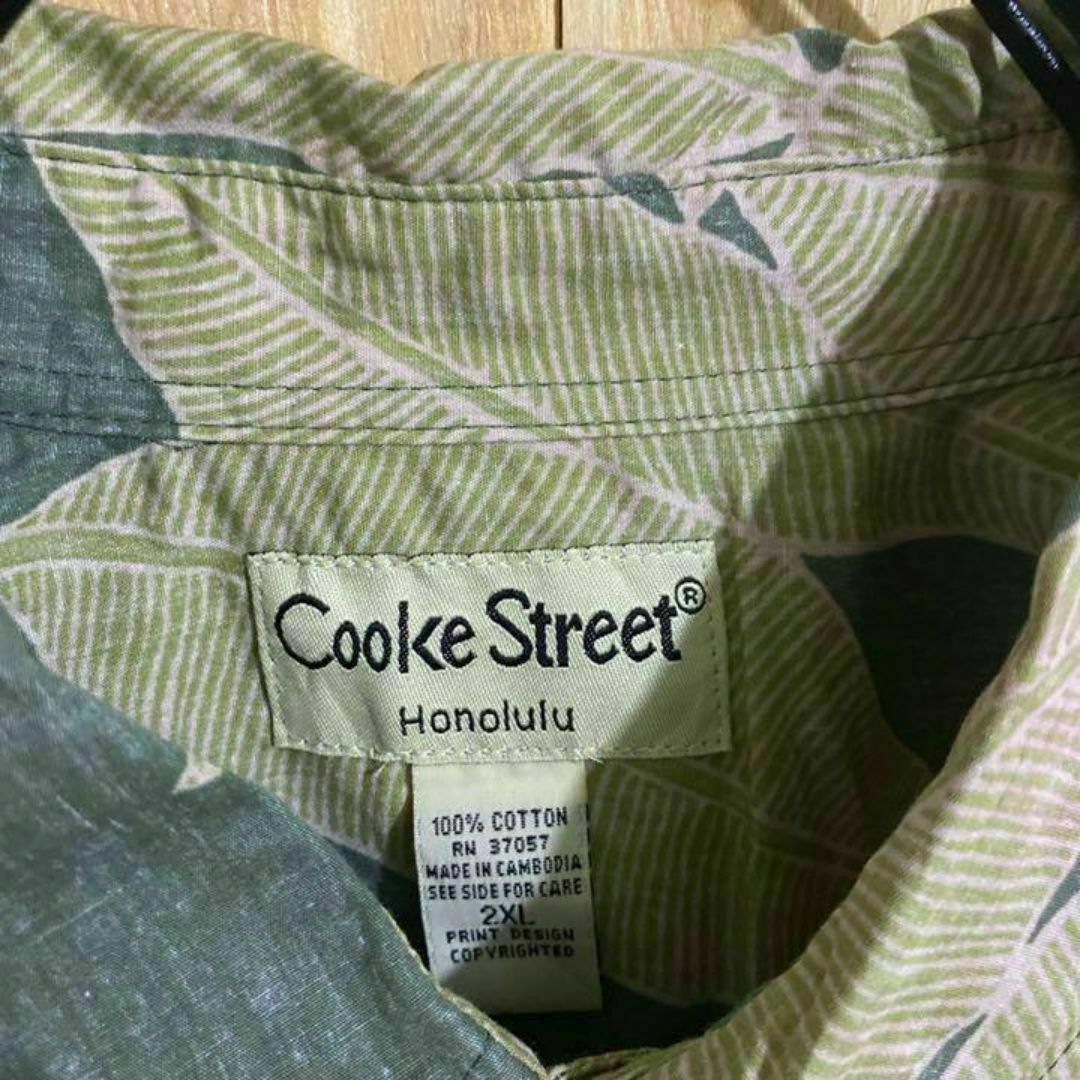 Cooke Street®
Honolulu
100% COTTON
RN 37057
MADE IN CAMBODIA
SEE SIDE FOR CARE
2XL
PRINT DESIGN
COPYRIGHTED